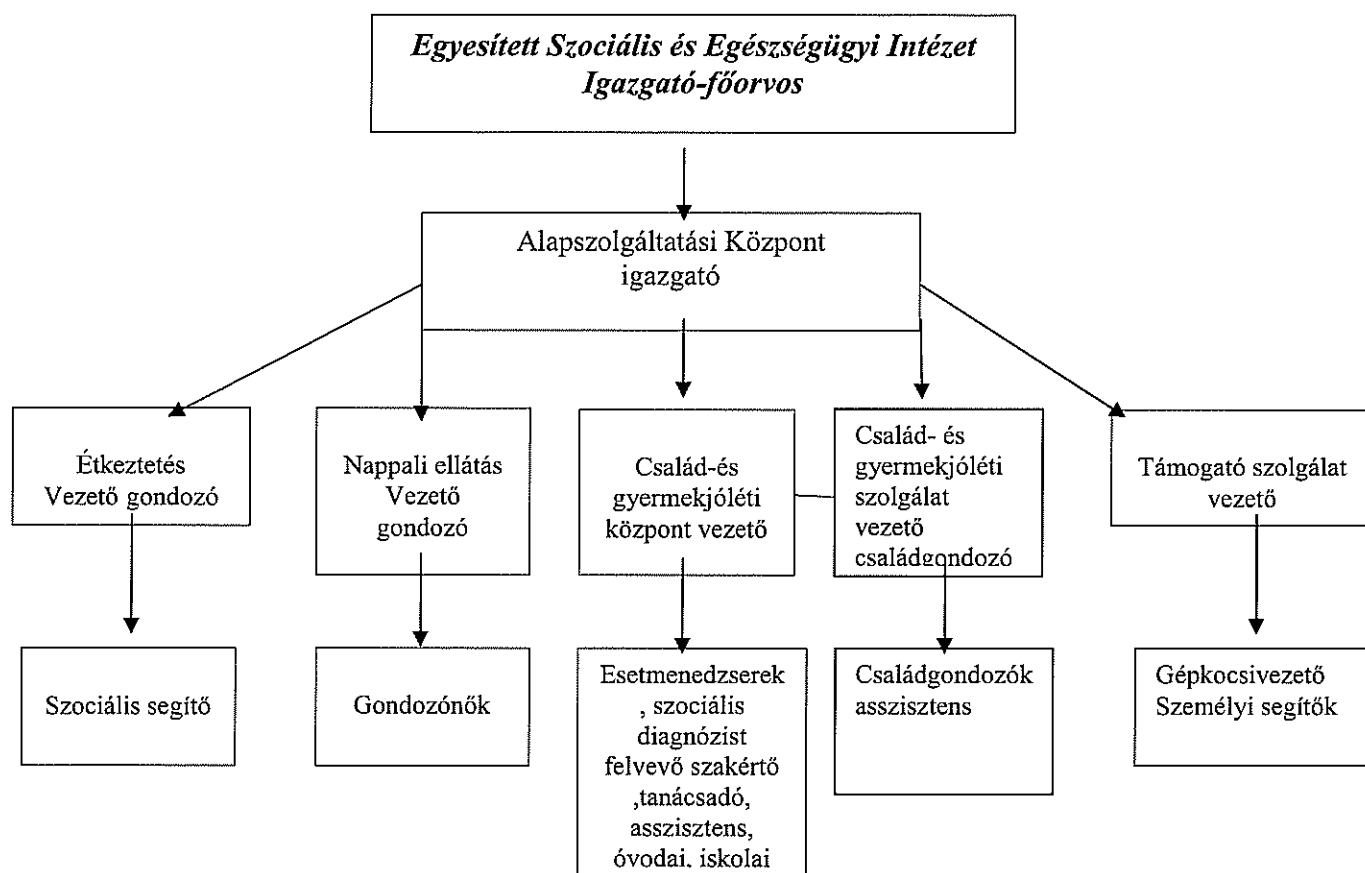 Egyesített Szociális és Egészségügyi Intézet
Igazgató-főorvos
Alapszolgáltatási Központ
igazgató
Étkeztetés
Vezető gondozó
Nappali ellátás
Vezető
gondozó
Család-és
gyermekjóléti
központ vezető
Család- és
gyermekjóléti
szolgálat
vezető
családgondozó
Támogató szolgálat
vezető
Szociális segítő
Gondozónők
Esetmenedzserek
, szociális
diagnózist
felvevő szakértő
,tanácsadó,
asszisztens,
óvodai, iskolai
Családgondozók
asszisztens
Gépkocsivezető
Személyi segítők